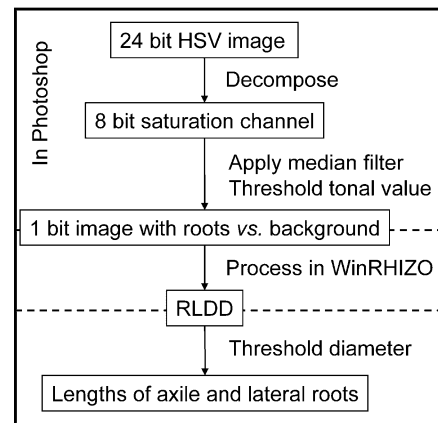 24 bit HSV image
In Photoshop
Decompose
8 bit saturation channel
Apply median filter
Threshold tonal value
1 bit image with roots vs. background
Process in WinRHIZO
RLDD
Threshold diameter
Lengths of axile and lateral roots